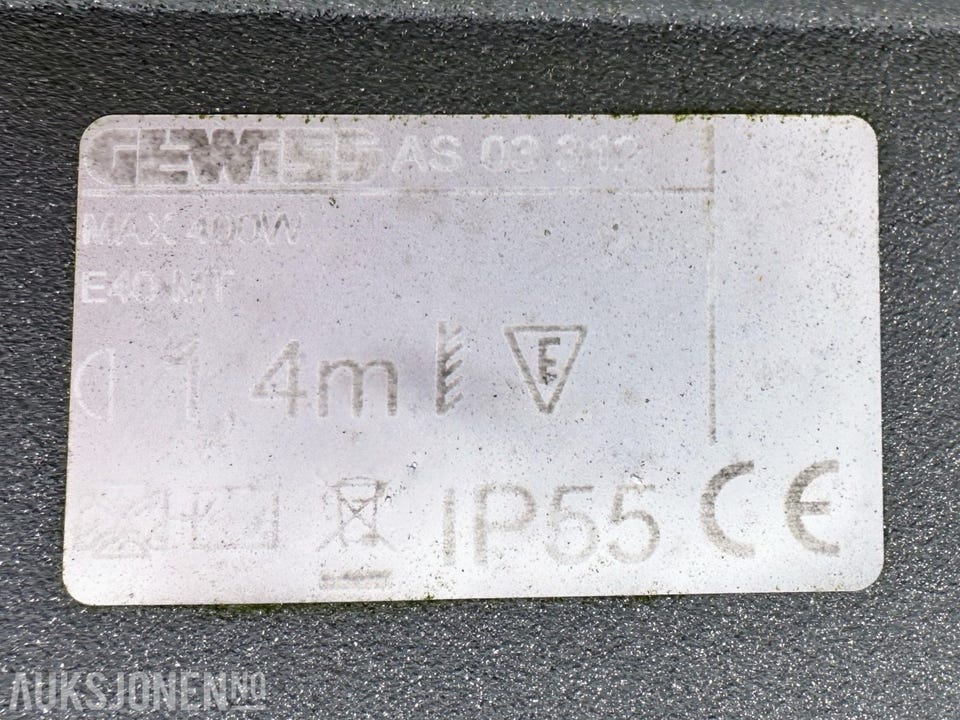 GEWISS AS 03 312
MAX 400W
E40 MT
1,4m F
IP55 CE
AUKSJONEN.NO